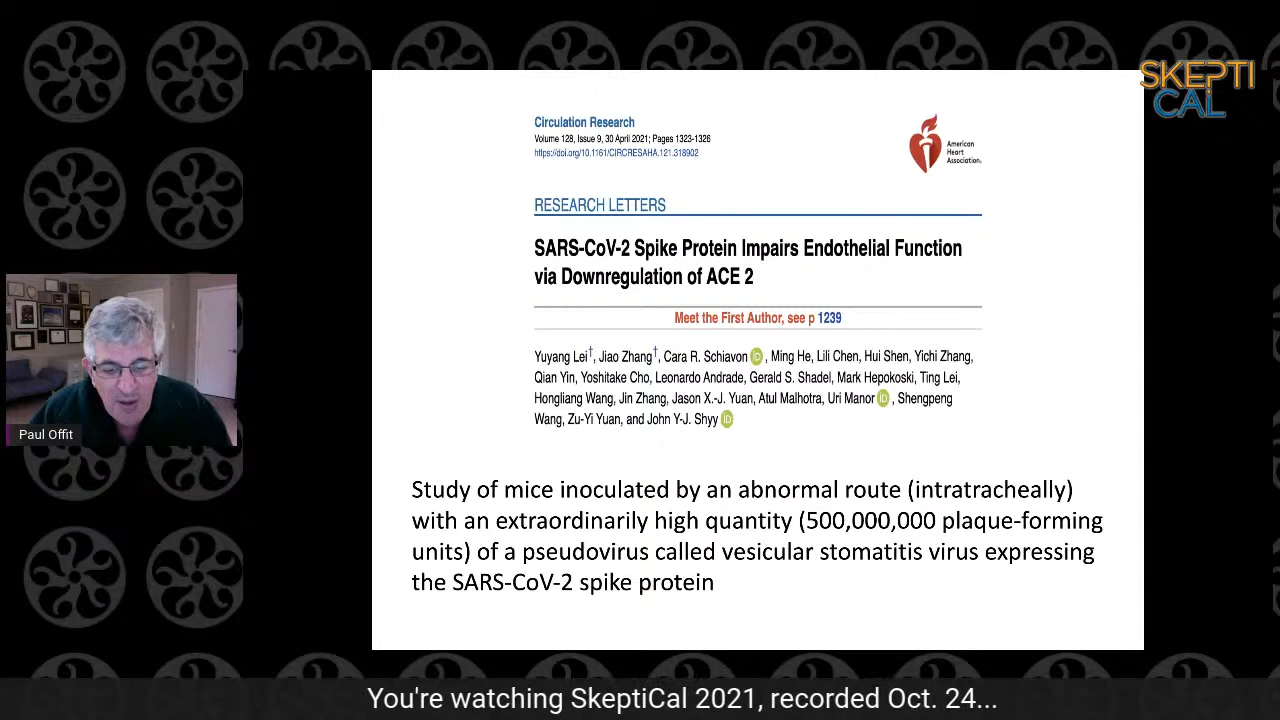 SKEPTI
CAL
Circulation Research
Volume 128, Issue 9, 30 April 2021; Pages 1323-1326
https://doi.org/10.1161/CIRCRESAHA.121.318902
American
Heart
Association.
RESEARCH LETTERS
SARS-CoV-2 Spike Protein Impairs Endothelial Function
via Downregulation of ACE 2
Meet the First Author, see p 1239
Yuyang Lei†, Jiao Zhang†, Cara R. Schiavon iD, Ming He, Lili Chen, Hui Shen, Yichi Zhang,
Qian Yin, Yoshitake Cho, Leonardo Andrade, Gerald S. Shadel, Mark Hepokoski, Ting Lei,
Hongliang Wang, Jin Zhang, Jason X.-J. Yuan, Atul Malhotra, Uri Manor iD, Shengpeng
Wang, Zu-Yi Yuan, and John Y-J. Shyy iD
Study of mice inoculated by an abnormal route (intratracheally)
with an extraordinarily high quantity (500,000,000 plaque-forming
units) of a pseudovirus called vesicular stomatitis virus expressing
the SARS-CoV-2 spike protein
Paul Offit
You're watching SkeptiCal 2021, recorded Oct. 24...